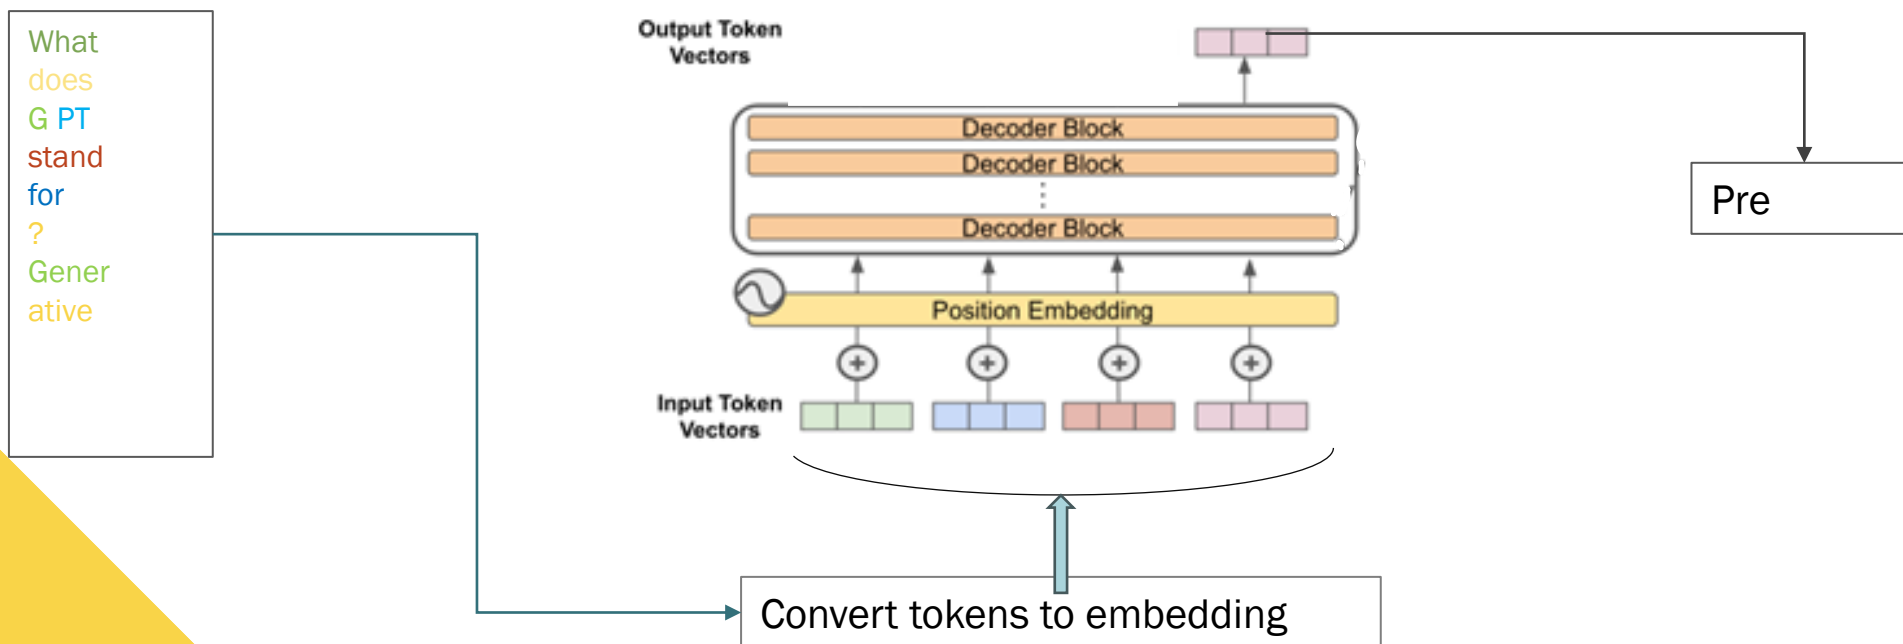 What
does
G PT
stand
for
?
Gener
ative
Output Token
Vectors
Decoder Block
Decoder Block
Decoder Block
Position Embedding
Input Token
Vectors
Convert tokens to embedding
Pre